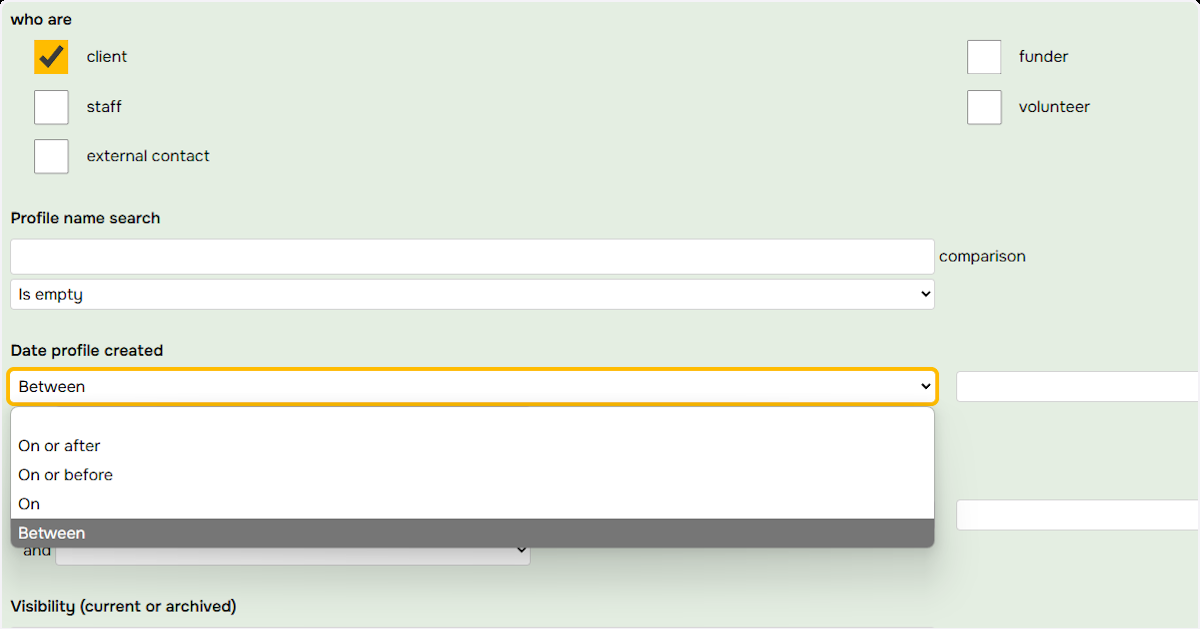 who are
client
funder
staff
volunteer
external contact
Profile name search
comparison
Is empty
Date profile created
Between
On or after
On or before
On
Between
and
Visibility (current or archived)